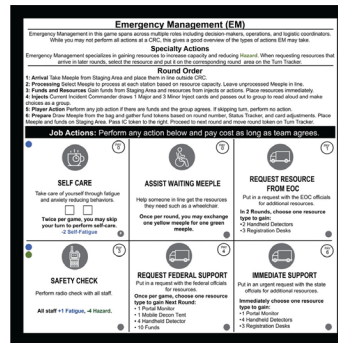 Emergency Management (EM)
Emergency Management in this game spans across multiple roles including decision-makers, operations, and logistic coordinators.
While you may not perform all actions at a CRC, this gives a good overview of the types of actions EM may take.
Specialty Actions
Emergency Management specializes in gaining resources to increase capacity and reducing Hazard. When requesting resources that
arrive in later rounds, select the resource and put it on the corresponding round area on the Turn Tracker.
Round Order
1: Arrival Take Meeple from Staging Area and place them in line outside CRC.
2: Processing Select Meeple to process at each station based on resource capacity. Leave unprocessed Meeple in line.
3: Funds and Resources Gain funds from Staging Area and resources from injects or actions. Place resources immediately.
4: Injects Current Incident Commander draws 1 Major and 3 Minor Inject cards and passes out to group to read aloud and make
choices as a group.
5: Player Action Perform any job action if there are funds and the group agrees. If skipping turn, perform no action.
6: Prepare Draw Meeple from the bag and gather fund tokens based on round number, Status Tracker, and card adjustments. Place
Meeple and funds on Staging Area. Pass IC token to the right. Proceed to next round and move round token on Turn Tracker.
Job Actions: Perform any action below and pay cost as long as team agrees.
SELF CARE
Take care of yourself through fatigue
and anxiety reducing behaviors.
Twice per game, you may skip
your turn to perform self-care.
-2 Self-Fatigue
ASSIST WAITING MEEPLE
Help someone in line get the resources
they need such as a wheelchair.
Once per round, you may exchange
one yellow meeple for one green
meeple.
REQUEST RESOURCE
FROM EOC
Put in a request with the EOC officials
for additional resources.
In 2 Rounds, choose one resource
type to gain:
•2 Handheld Detectors
•3 Registration Desks
SAFETY CHECK
Perform radio check with all staff.
All staff +1 Fatigue, -4 Hazard.
REQUEST FEDERAL SUPPORT
Put in a request with the federal officials
for resources.
Once per game, choose one resource
type to gain Next Round:
• 1 Portal Monitor
• 1 Mobile Decon Tent
• 4 Handheld Detector
• 10 Funds
IMMEDIATE SUPPORT
Put in an urgent request with the state
officials for additional resources.
Immediately choose one resource
type to gain:
• 1 Portal Monitor
• 4 Handheld Detectors
•3 Registration Desks